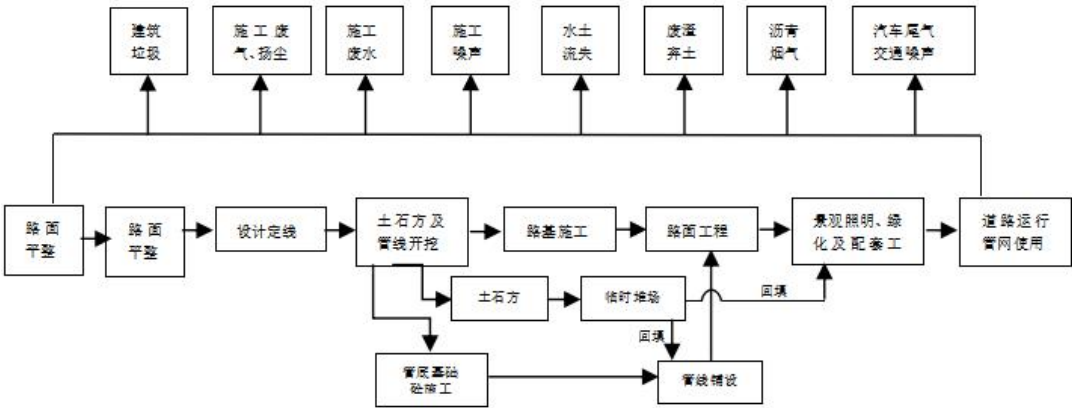 建筑
垃圾
施工废
气、扬尘
施工
废水
施工
噪声
水土
流失
废渣
弃土
沥青
烟气
汽车尾气
交通噪声
路面
平整
路面
平整
设计定线
土石方及
管线开挖
路基施工
路面工程
景观照明、绿
化及配套工
道路运行
管网使用
土石方
临时堆场
回填
回填
管底基础
砼施工
管线铺设